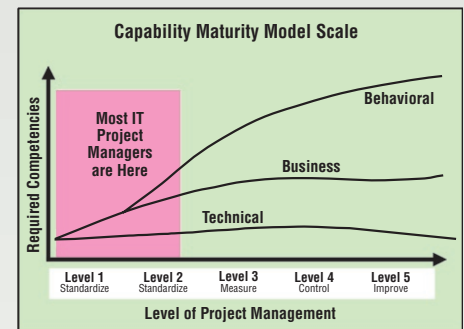 Capability Maturity Model Scale
Required Competencies
Most IT
Project
Managers
are Here
Behavioral
Business
Technical
Level 1
Standardize
Level 2
Standardize
Level 3
Measure
Level 4
Control
Level 5
Improve
Level of Project Management